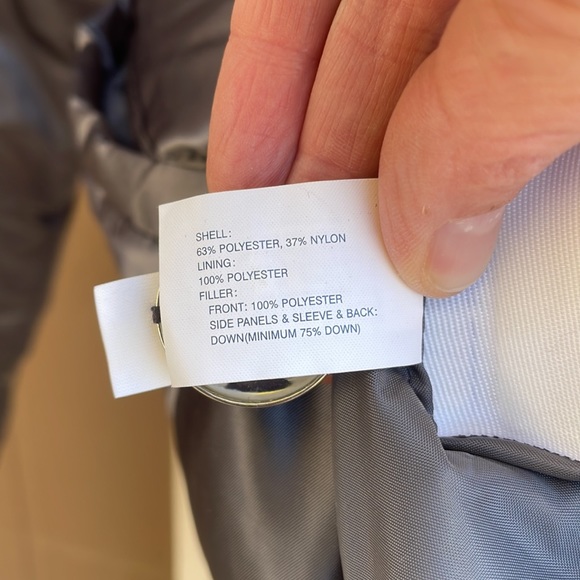 SHELL:
63% POLYESTER, 37% NYLON
LINING:
100% POLYESTER
FILLER:
FRONT: 100% POLYESTER
SIDE PANELS & SLEEVE & BACK:
DOWN(MINIMUM 75% DOWN)